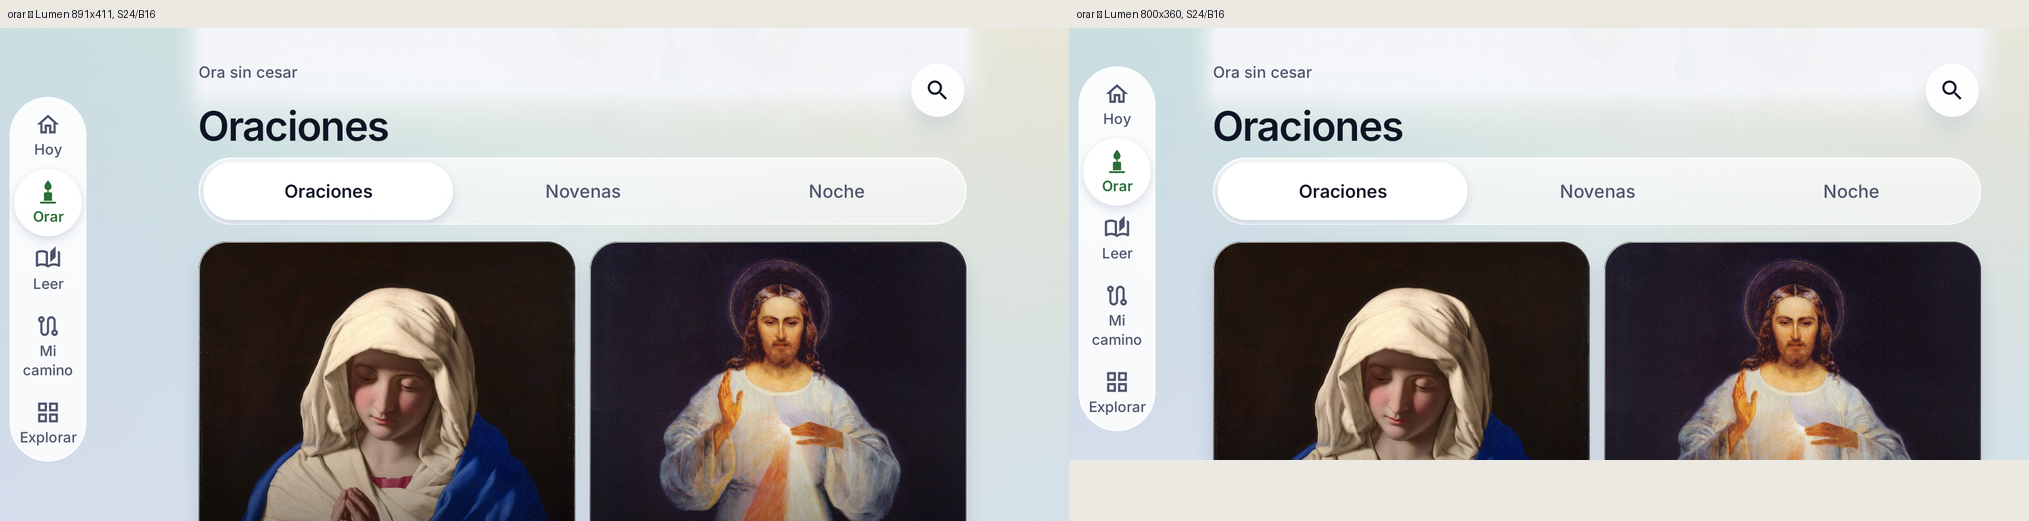 orar Lumen 891x411, S24/B16
Ora sin cesar
Oraciones
Oraciones Novenas Noche
Hoy
Orar
Leer
Mi
camino
Explorar
orar Lumen 800x360, S24/B16
Ora sin cesar
Oraciones
Oraciones Novenas Noche
Hoy
Orar
Leer
Mi
camino
Explorar